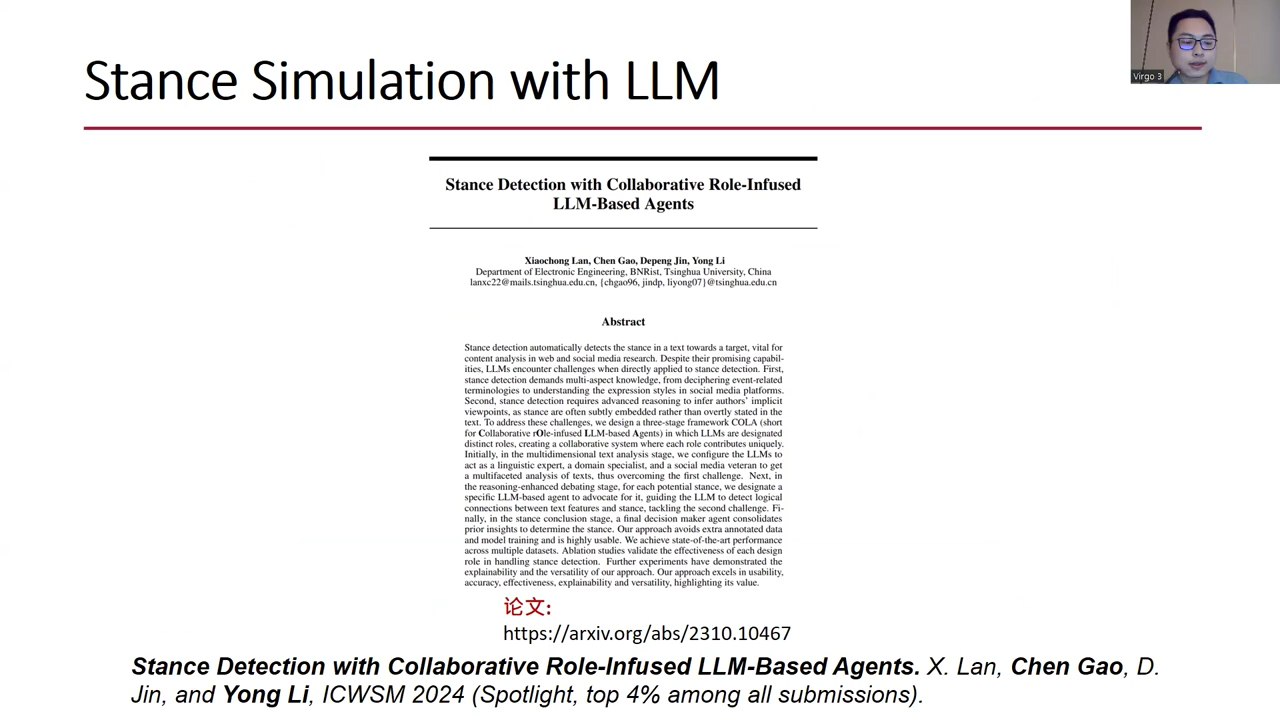 Stance Simulation with LLM
Virgo 3
Stance Detection with Collaborative Role-Infused
LLM-Based Agents
Xiaochong Lan, Chen Gao, Depeng Jin, Yong Li
Department of Electronic Engineering, BNRist, Tsinghua University, China
lanxc22@mails.tsinghua.edu.cn, {chgao96, jindp, liyong07}@tsinghua.edu.cn
Abstract
Stance detection automatically detects the stance in a text towards a target, vital for
content analysis in web and social media research. Despite their promising capabil-
ities, LLMs encounter challenges when directly applied to stance detection. First,
stance detection demands multi-aspect knowledge, from deciphering event-related
terminologies to understanding the expression styles in social media platforms.
Second, stance detection requires advanced reasoning to infer authors' implicit
viewpoints, as stance are often subtly embedded rather than overtly stated in the
text. To address these challenges, we design a three-stage framework COLA (short
for Collaborative rOle-infused LLM-based Agents) in which LLMs are designated
distinct roles, creating a collaborative system where each role contributes uniquely.
Initially, in the multidimensional text analysis stage, we configure the LLMs to
act as a linguistic expert, a domain specialist, and a social media veteran to get
a multifaceted analysis of texts, thus overcoming the first challenge. Next, in
the reasoning-enhanced debating stage, for each potential stance, we designate a
specific LLM-based agent to advocate for it, guiding the LLM to detect logical
connections between text features and stance, tackling the second challenge. Fi-
nally, in the stance conclusion stage, a final decision maker agent consolidates
prior insights to determine the stance. Our approach avoids extra annotated data
and model training and is highly usable. We achieve state-of-the-art performance
across multiple datasets. Ablation studies validate the effectiveness of each design
role in handling stance detection. Further experiments have demonstrated the
explainability and the versatility of our approach. Our approach excels in usability,
accuracy, effectiveness, explainability and versatility, highlighting its value.
论文:
https://arxiv.org/abs/2310.10467
Stance Detection with Collaborative Role-Infused LLM-Based Agents. X. Lan, Chen Gao, D.
Jin, and Yong Li, ICWSM 2024 (Spotlight, top 4% among all submissions).